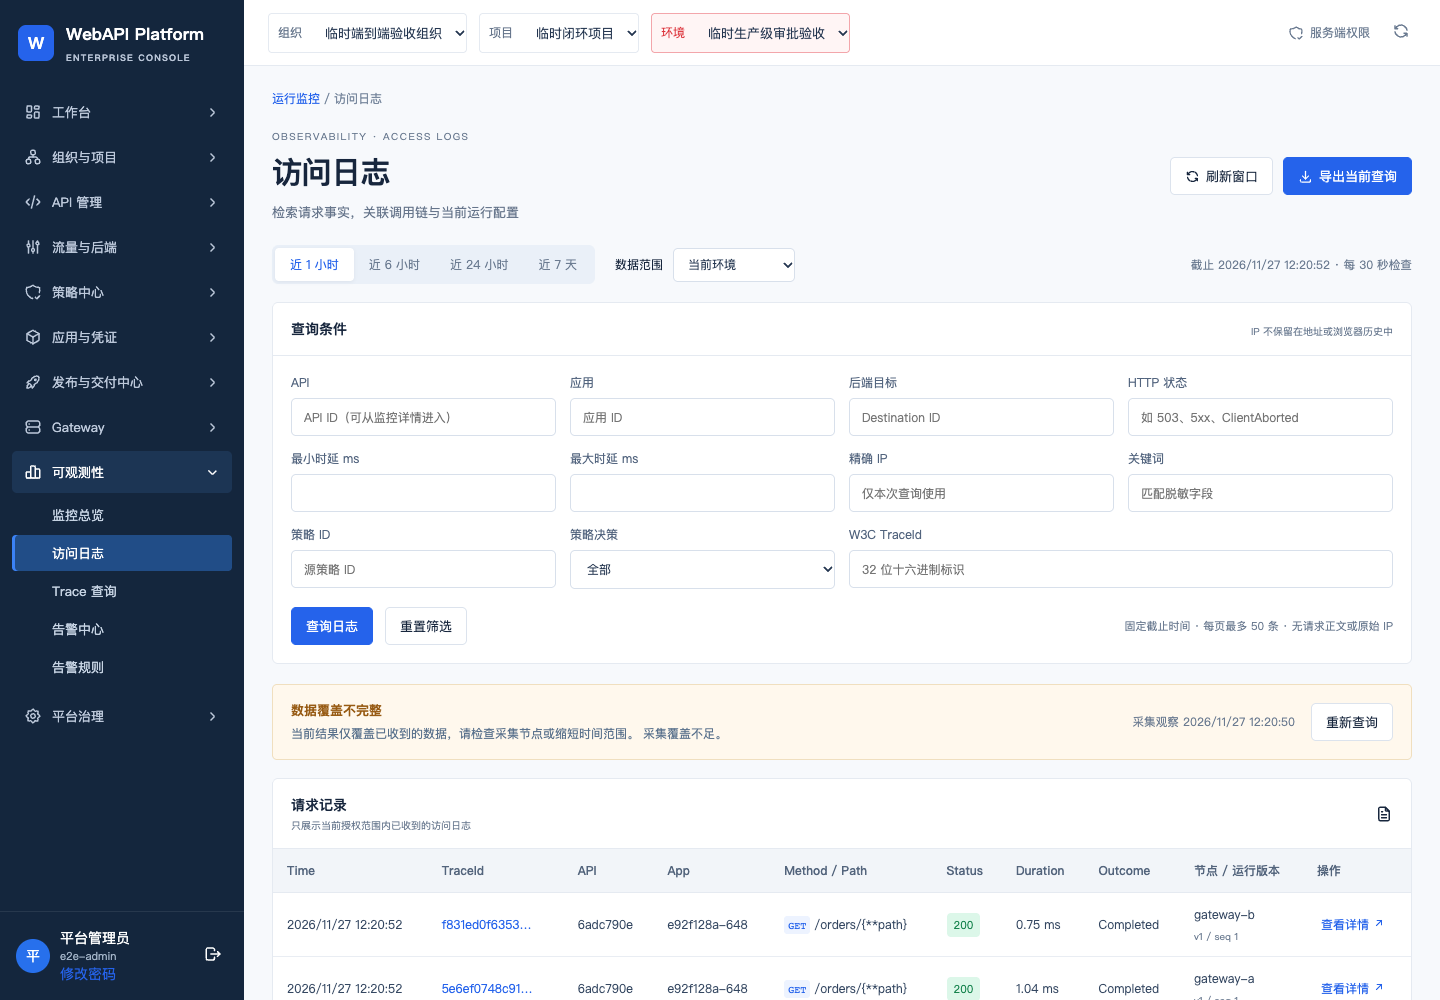 W
WebAPI Platform
ENTERPRISE CONSOLE
工作台
组织与项目
API 管理
流量与后端
策略中心
应用与凭证
发布与交付中心
Gateway
可观测性
监控总览
访问日志
Trace 查询
告警中心
告警规则
平台治理
平
平台管理员
e2e-admin
修改密码
组织 临时端到端验收组织
项目 临时闭环项目
环境 临时生产级审批验收
服务端权限
运行监控 / 访问日志
OBSERVABILITY · ACCESS LOGS
访问日志
检索请求事实，关联调用链与当前运行配置
刷新窗口
导出当前查询
近 1 小时 近 6 小时 近 24 小时 近 7 天
数据范围 当前环境
截止 2026/11/27 12:20:52 · 每 30 秒检查
查询条件
IP 不保留在地址或浏览器历史中
API 应用 后端目标 HTTP 状态
API ID（可从监控详情进入） 应用 ID Destination ID 如 503、5xx、ClientAborted
最小时延 ms 最大时延 ms 精确 IP 关键词
仅本次查询使用 匹配脱敏字段
策略 ID 策略决策 W3C TraceId
源策略 ID 全部 32 位十六进制标识
查询日志 重置筛选
固定截止时间 · 每页最多 50 条 · 无请求正文或原始 IP
数据覆盖不完整
当前结果仅覆盖已收到的数据，请检查采集节点或缩短时间范围。 采集覆盖不足。
采集观察 2026/11/27 12:20:50
重新查询
请求记录
只展示当前授权范围内已收到的访问日志
Time TraceId API App Method / Path Status Duration Outcome 节点 / 运行版本 操作
2026/11/27 12:20:52 f831ed0f6353... 6adc790e e92f128a-648 GET /orders/{**path} 200 0.75 ms Completed gateway-b 查看详情
v1 / seq 1
2026/11/27 12:20:52 5e6ef0748c91... 6adc790e e92f128a-648 GET /orders/{**path} 200 1.04 ms Completed gateway-a 查看详情
v1 / seq 1